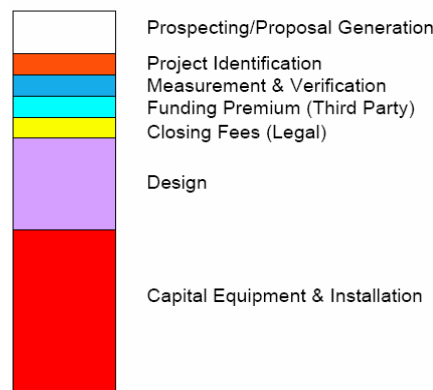 Prospecting/Proposal Generation
Project Identification
Measurement & Verification
Funding Premium (Third Party)
Closing Fees (Legal)
Design
Capital Equipment & Installation